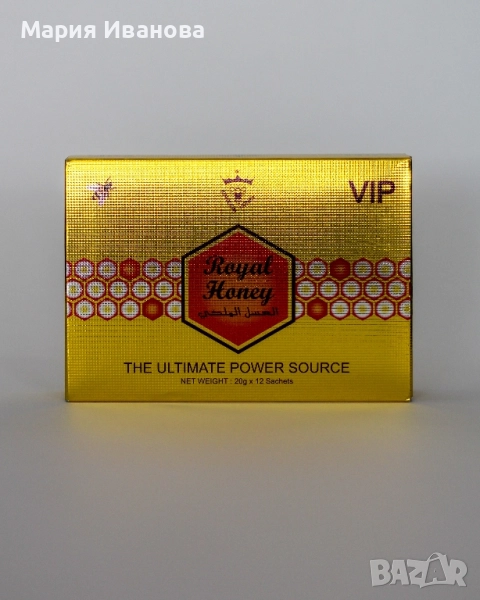 Мария Иванова
VIP
Royal
Honey
العسل الملكي
THE ULTIMATE POWER SOURCE
NET WEIGHT : 20g x 12 Sachets
BAZAR